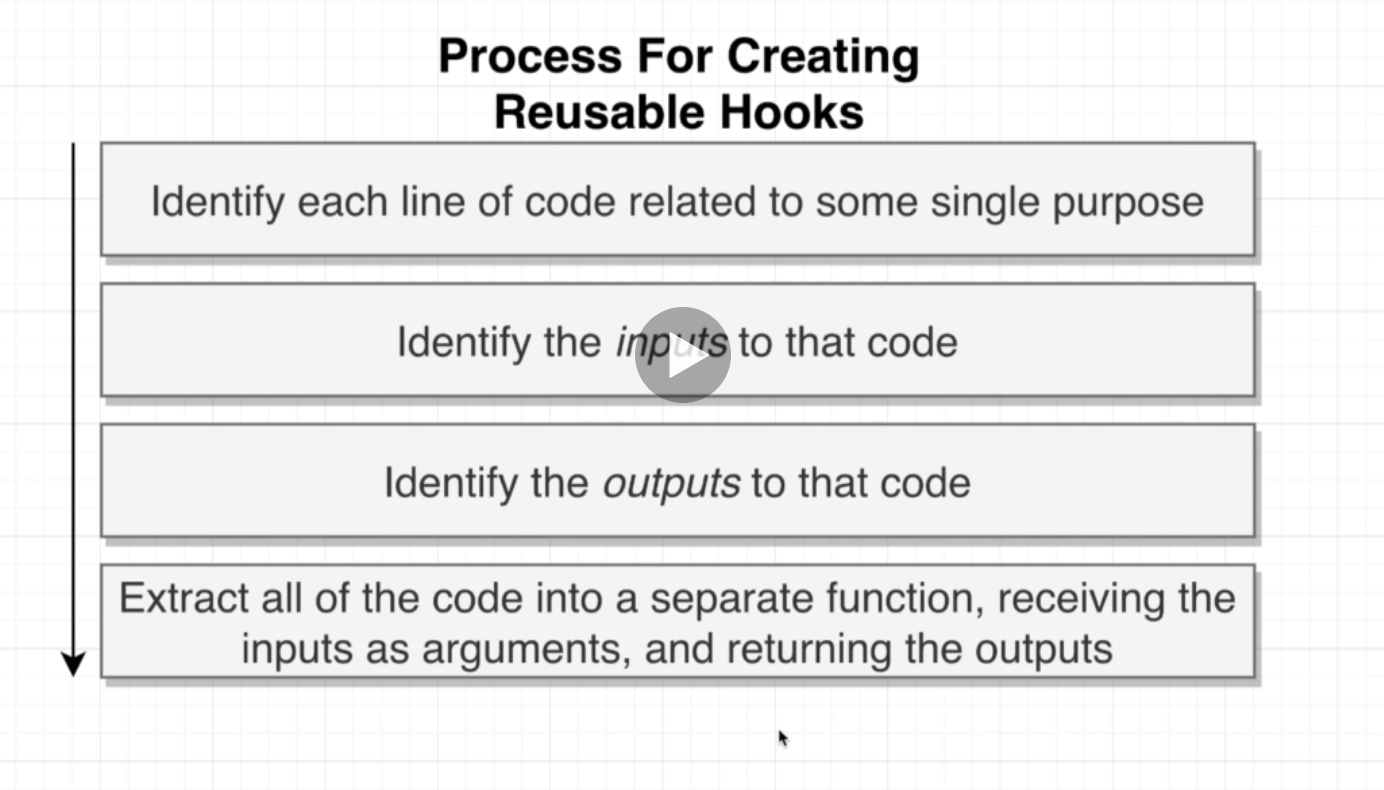 Process For Creating
Reusable Hooks
Identify each line of code related to some single purpose
Identify the inputs to that code
Identify the outputs to that code
Extract all of the code into a separate function, receiving the
inputs as arguments, and returning the outputs